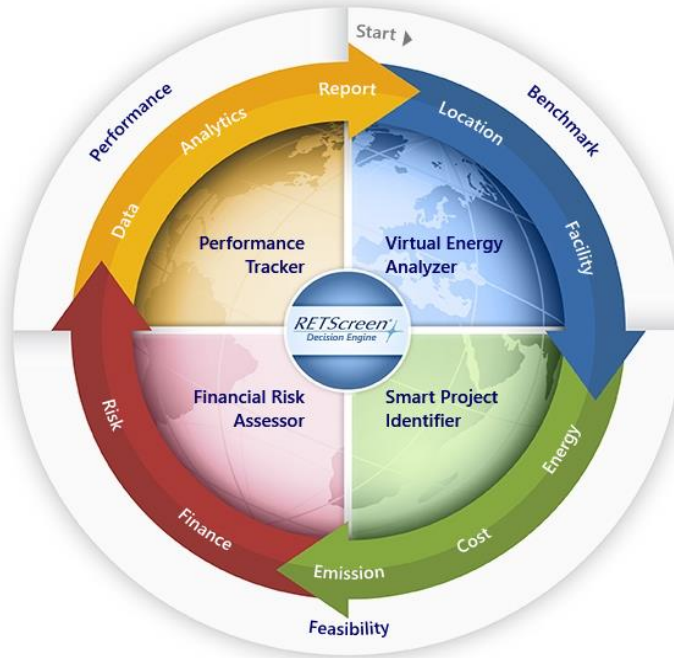 Start
Benchmark
Location
Facility
Virtual Energy
Analyzer
Energy
Cost
Emission
Smart Project
Identifier
Feasibility
Finance
Risk
Financial Risk
Assessor
Performance
Data
Analytics
Report
Performance
Tracker
RETScreen
Decision Engine